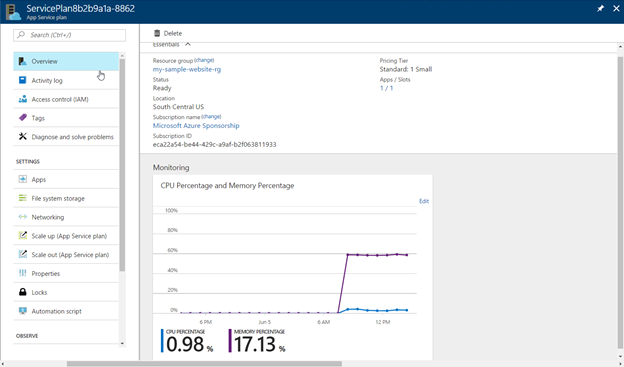 ServicePlan8b2b9a1a-8862
App Service plan
Search (Ctrl+/)
Overview
Activity log
Access control (IAM)
Tags
Diagnose and solve problems
SETTINGS
Apps
File system storage
Networking
Scale up (App Service plan)
Scale out (App Service plan)
Properties
Locks
Automation script
OBSERVE
Delete
Essentials
Resource group (change)
my-sample-website-rg
Status
Ready
Location
South Central US
Subscription name (change)
Microsoft Azure Sponsorship
Subscription ID
eca22a54-be44-429c-a9af-b2f063811933
Pricing Tier
Standard: 1 Small
Apps / Slots
1 / 1
Monitoring
CPU Percentage and Memory Percentage
Edit
100%
80%
60%
40%
20%
0%
6 PM
Jun 5
6 AM
12 PM
CPU PERCENTAGE
0.98 %
MEMORY PERCENTAGE
17.13 %